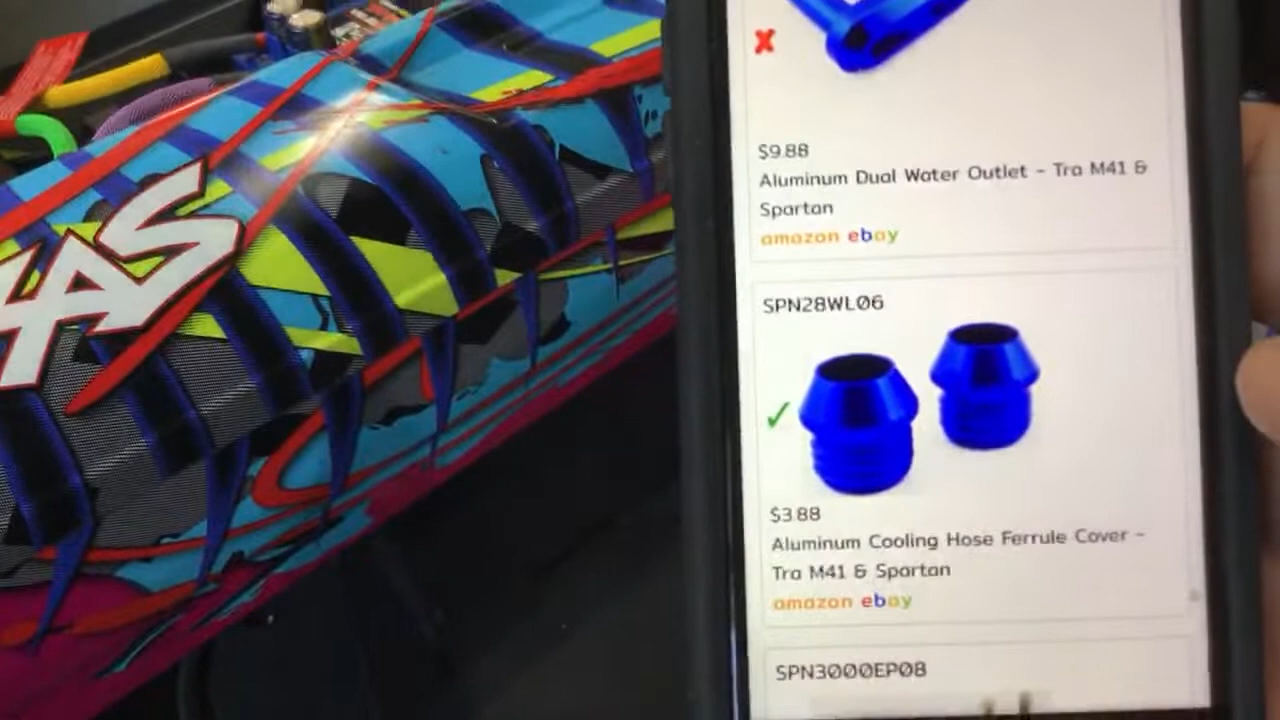 $9.88
Aluminum Dual Water Outlet - Tra M41 &
Spartan
amazon ebay
SPN28WL06
$3.88
Aluminum Cooling Hose Ferrule Cover -
Tra M41 & Spartan
amazon ebay
SPN3000EP08
XAS